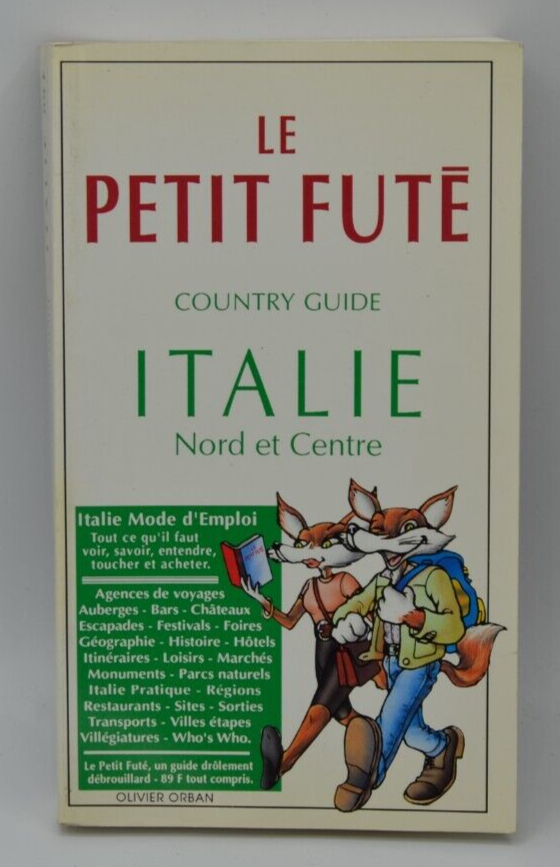 LE
PETIT FUTÉ
COUNTRY GUIDE
ITALIE
Nord et Centre
Italie Mode d'Emploi
Tout ce qu'il faut
voir, savoir, entendre,
toucher et acheter.
Agences de voyages
Auberges - Bars - Châteaux
Escapades - Festivals - Foires
Géographie - Histoire - Hôtels
Itinéraires - Loisirs - Marchés
Monuments - Parcs naturels
Italie Pratique - Régions
Restaurants - Sites - Sorties
Transports - Villes étapes
Villégiatures - Who's Who.
Le Petit Futé, un guide drôlement
débrouillard - 89 F tout compris.
OLIVIER ORBAN